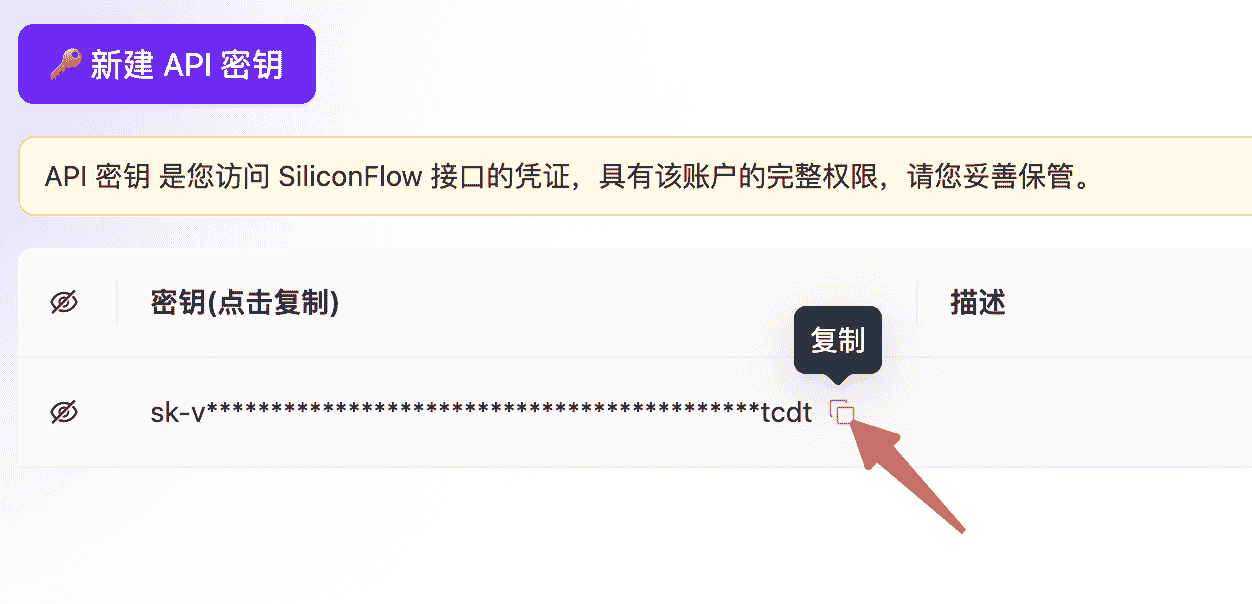 新建 API 密钥
API 密钥 是您访问 SiliconFlow 接口的凭证，具有该账户的完整权限，请您妥善保管。
密钥(点击复制)
描述
复制
sk-v*******************************************tcdt